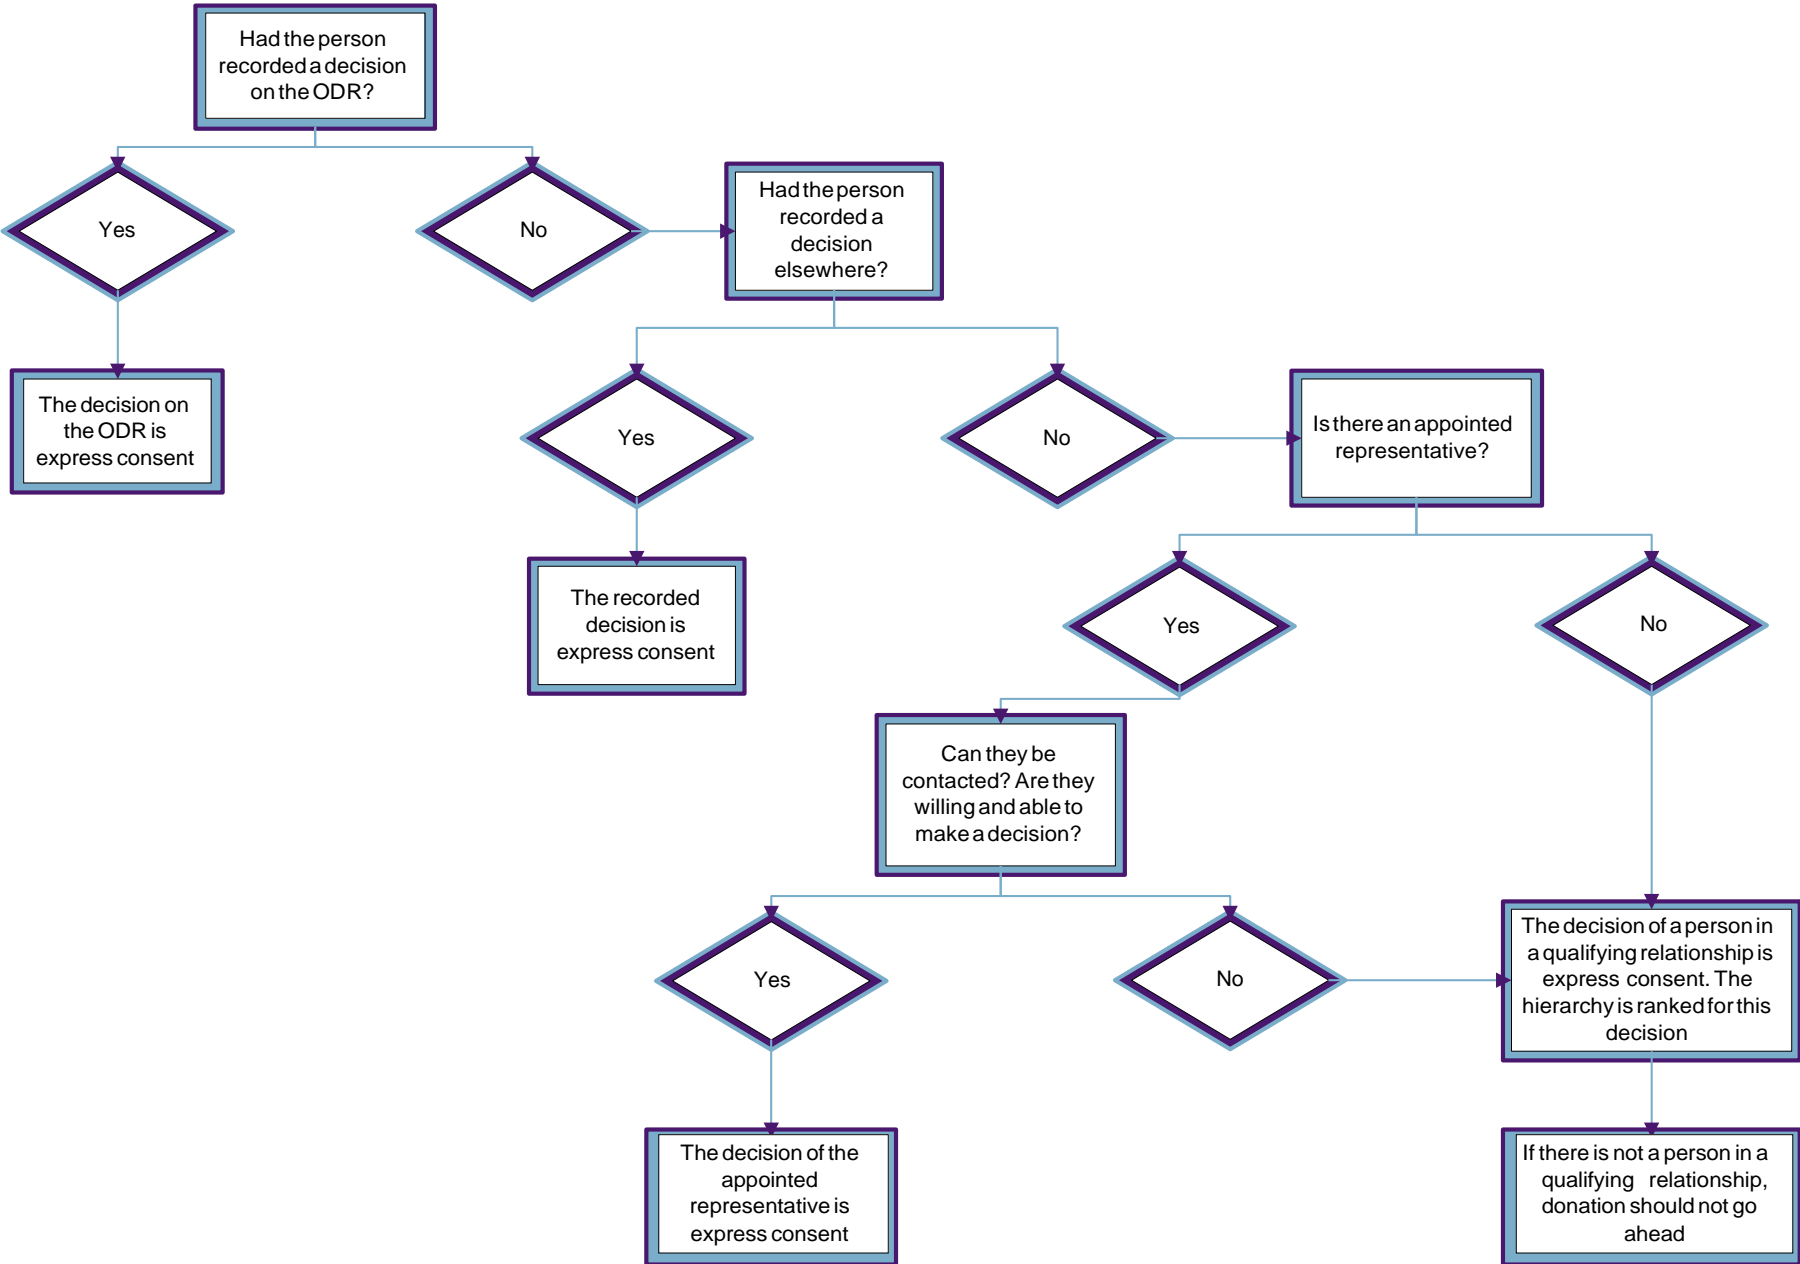 Had the person
recorded a decision
on the ODR?
Yes
No
Had the person
recorded a
decision
elsewhere?
The decision on
the ODR is
express consent
Yes
No
Is there an appointed
representative?
The recorded
decision is
express consent
Yes
No
Can they be
contacted? Are they
willing and able to
make a decision?
Yes
No
The decision of a person in
a qualifying relationship is
express consent. The
hierarchy is ranked for this
decision
The decision of the
appointed
representative is
express consent
If there is not a person in a
qualifying relationship,
donation should not go
ahead